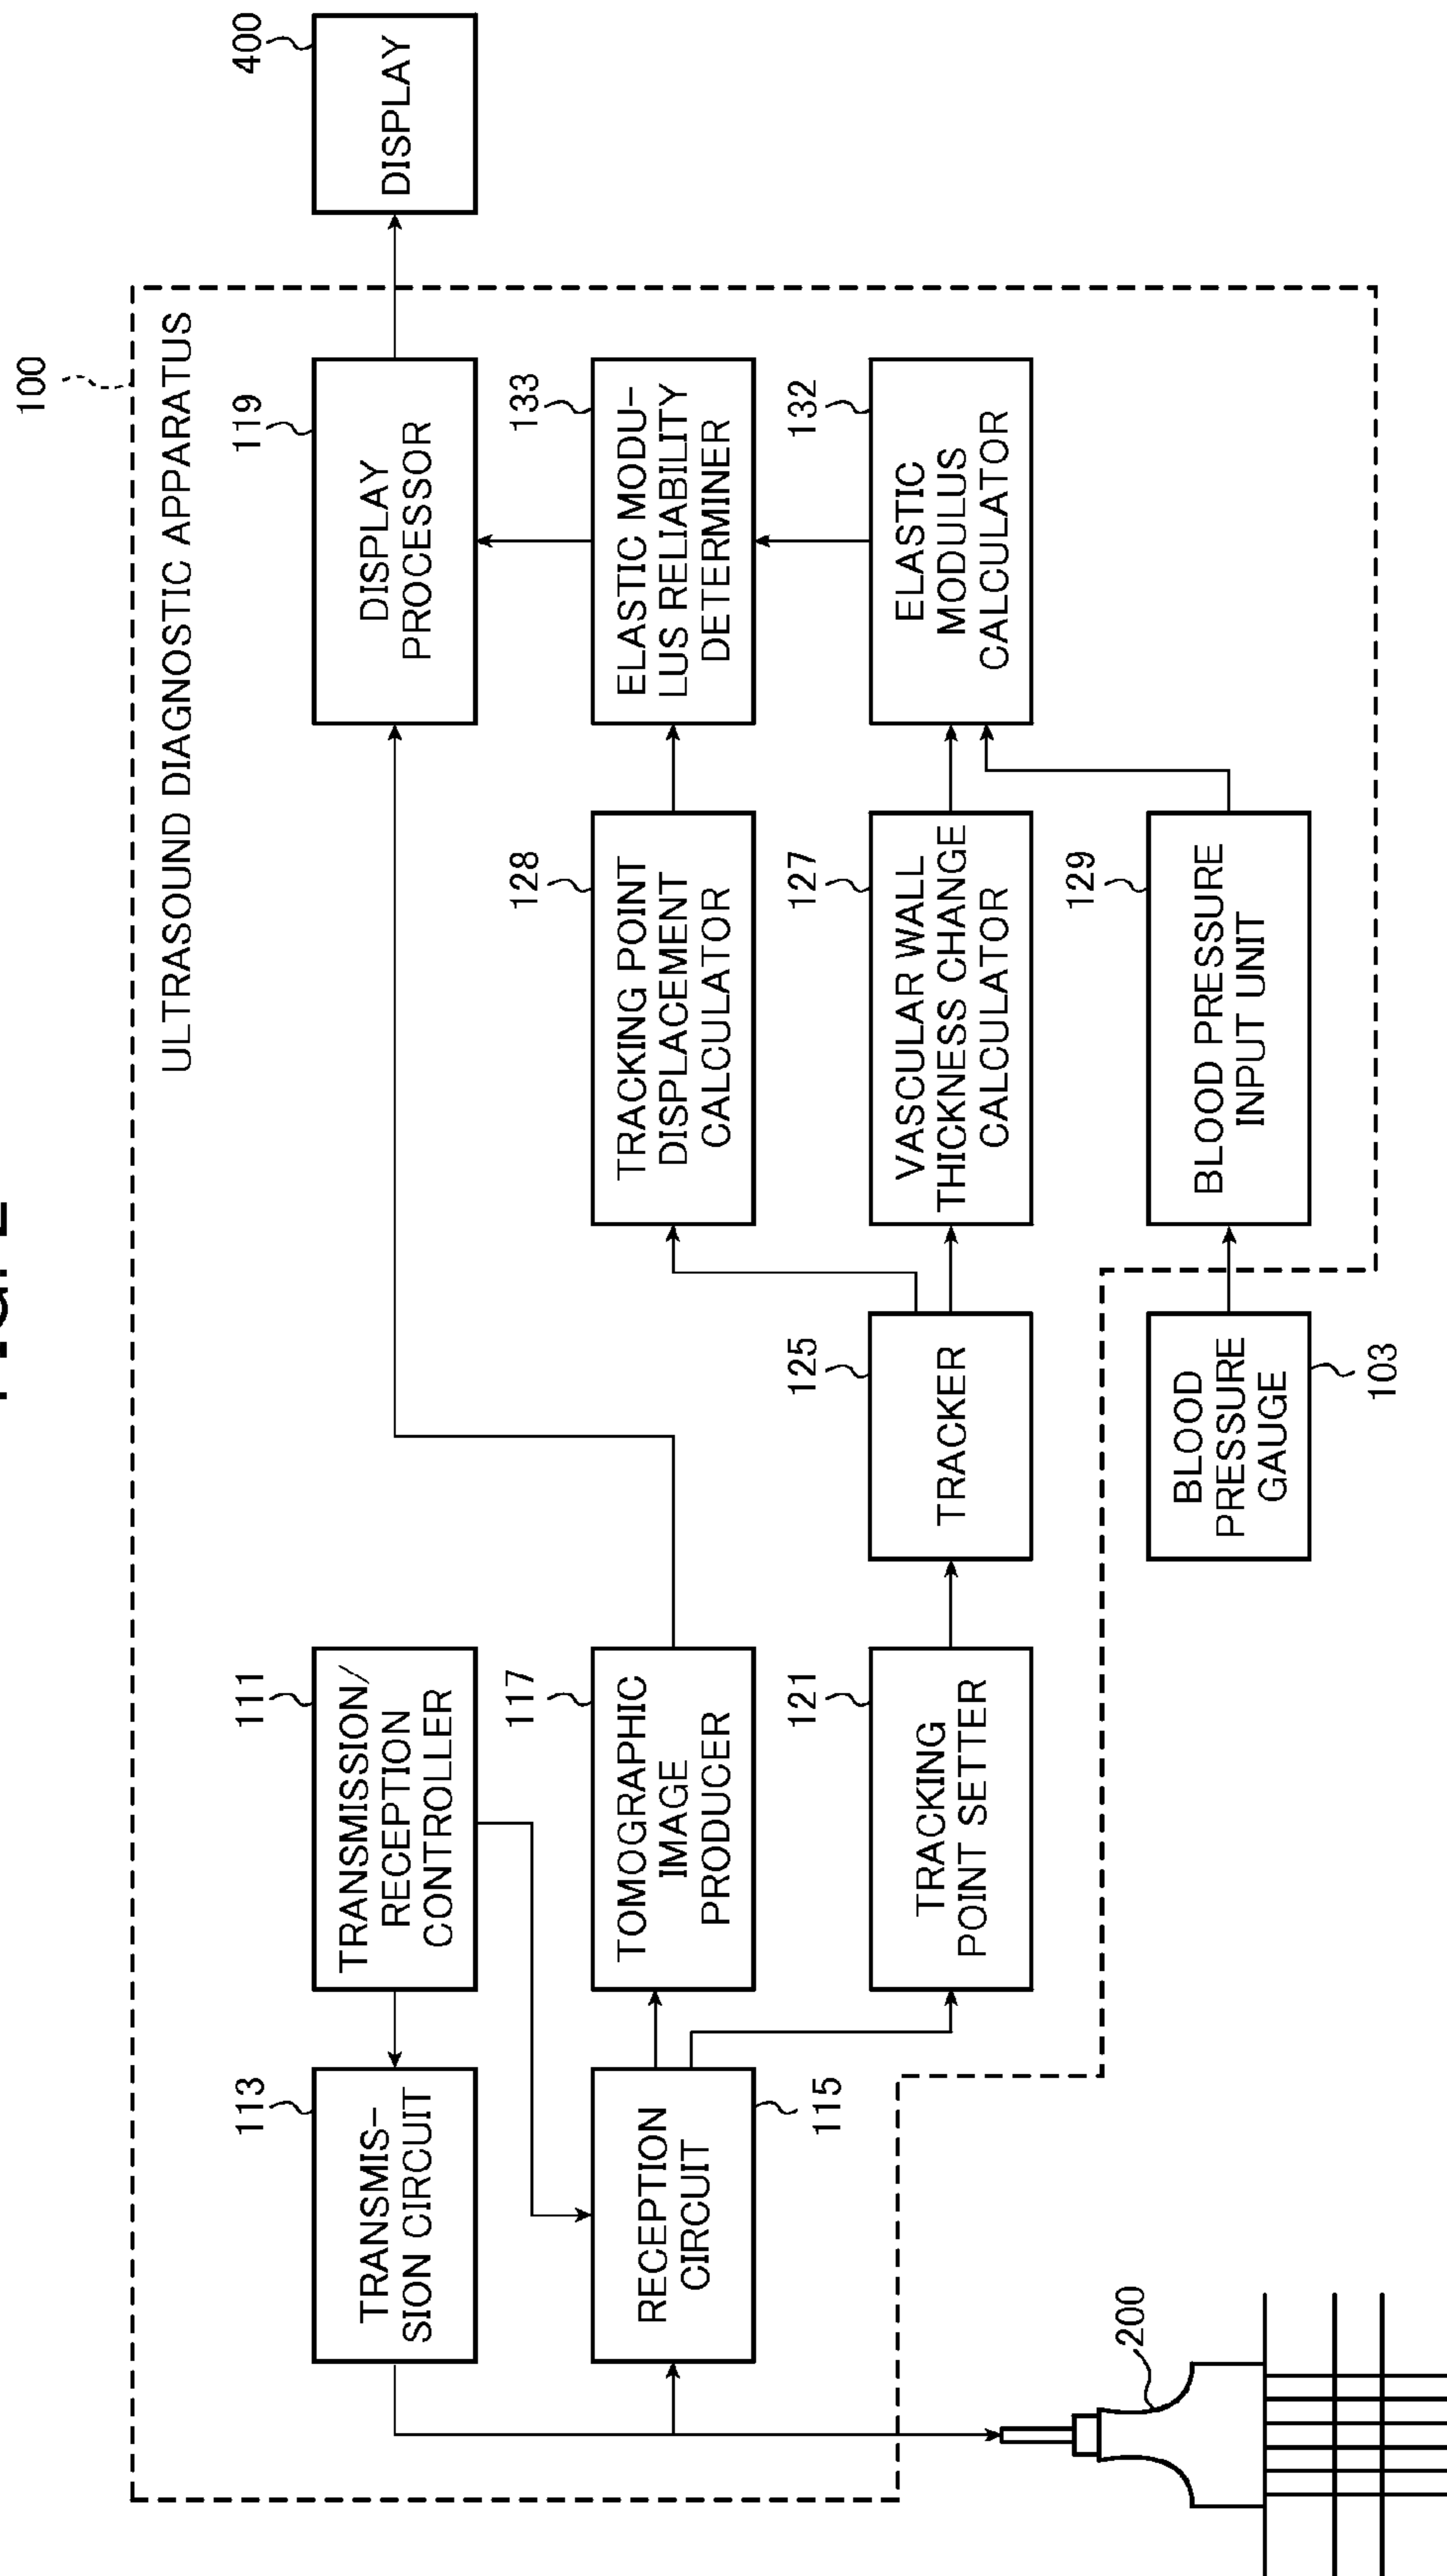 100
ULTRASOUND DIAGNOSTIC APPARATUS
113
TRANSMIS-
SION CIRCUIT
111
TRANSMISSION/
RECEPTION
CONTROLLER
119
DISPLAY
PROCESSOR
400
DISPLAY
RECEPTION
CIRCUIT
115
117
TOMOGRAPHIC
IMAGE
PRODUCER
128
TRACKING POINT
DISPLACEMENT
CALCULATOR
133
ELASTIC MODU-
LUS RELIABILITY
DETERMINER
121
TRACKING
POINT SETTER
125
TRACKER
127
VASCULAR WALL
THICKNESS CHANGE
CALCULATOR
132
ELASTIC
MODULUS
CALCULATOR
200
BLOOD
PRESSURE
GAUGE
103
129
BLOOD PRESSURE
INPUT UNIT